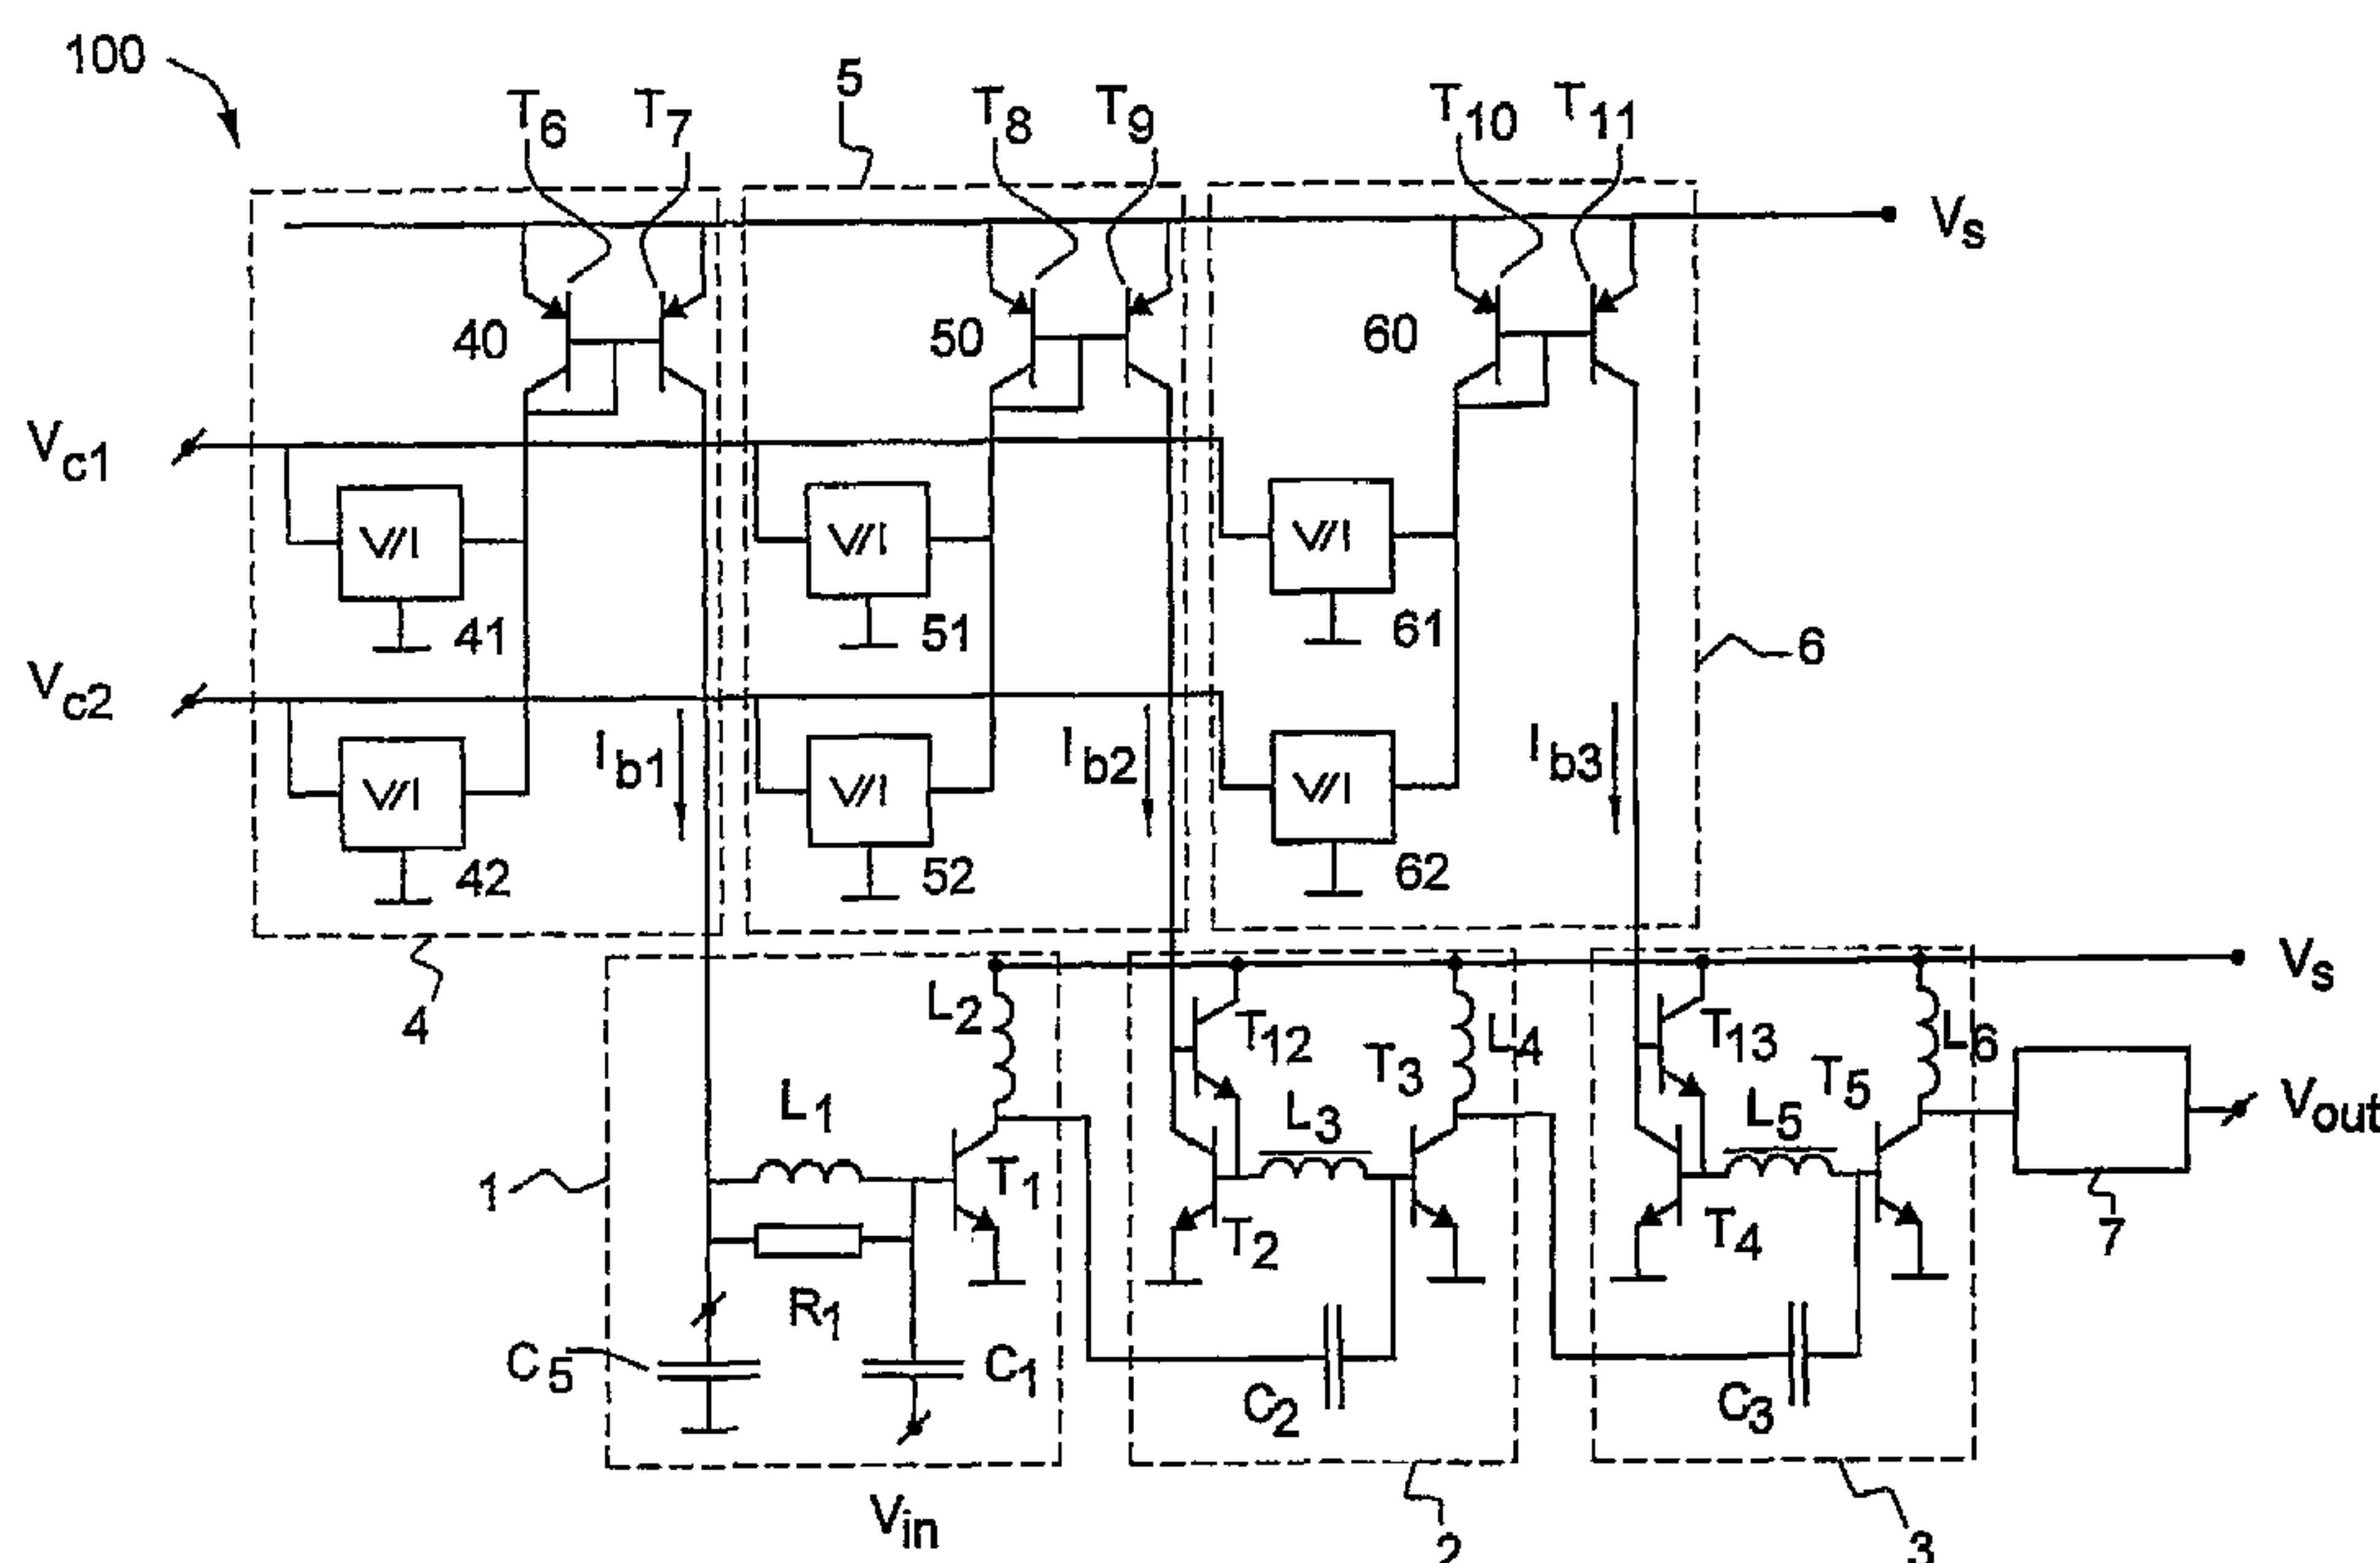 100
5
T6 T7 T8 T9 T10 T11
Vs
40 50 60
Vc1
V/I V/I V/I
41 51 61
6
Vc2
Ib1 Ib2 Ib3
V/I V/I V/I
42 52 62
4
Vs
L2 T12 L4 T13 L6
T3 T5
L1 L3 L5 Vout
1 T1
T2 T4 7
R1
C5 C1
C2 C3
Vin
2 3